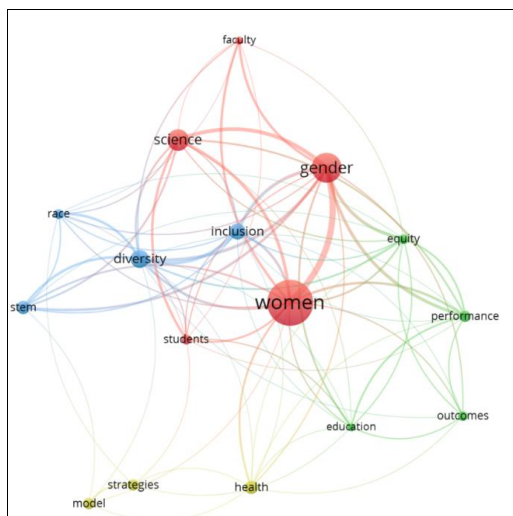 faculty
science
gender
race
inclusion
equity
diversity
women
stem
performance
students
outcomes
education
strategies
health
model